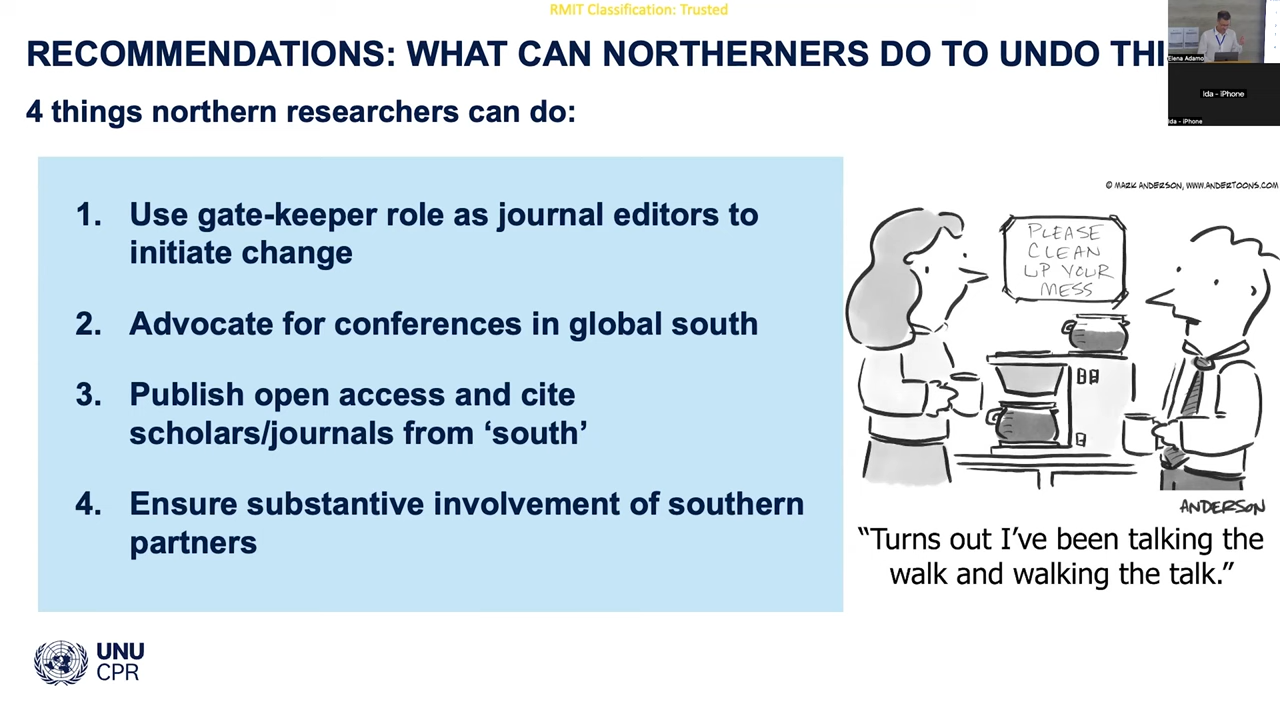 RMIT Classification: Trusted
RECOMMENDATIONS: WHAT CAN NORTHERNERS DO TO UNDO THI
Elena Adamo
Ida - iPhone
Ida - iPhone
4 things northern researchers can do:
1. Use gate-keeper role as journal editors to
initiate change
2. Advocate for conferences in global south
3. Publish open access and cite
scholars/journals from ‘south’
4. Ensure substantive involvement of southern
partners
© MARK ANDERSON, WWW.ANDERTOONS.COM
PLEASE
CLEAN
UP YOUR
MESS
ANDERSON
“Turns out I’ve been talking the
walk and walking the talk.”
UNU
CPR